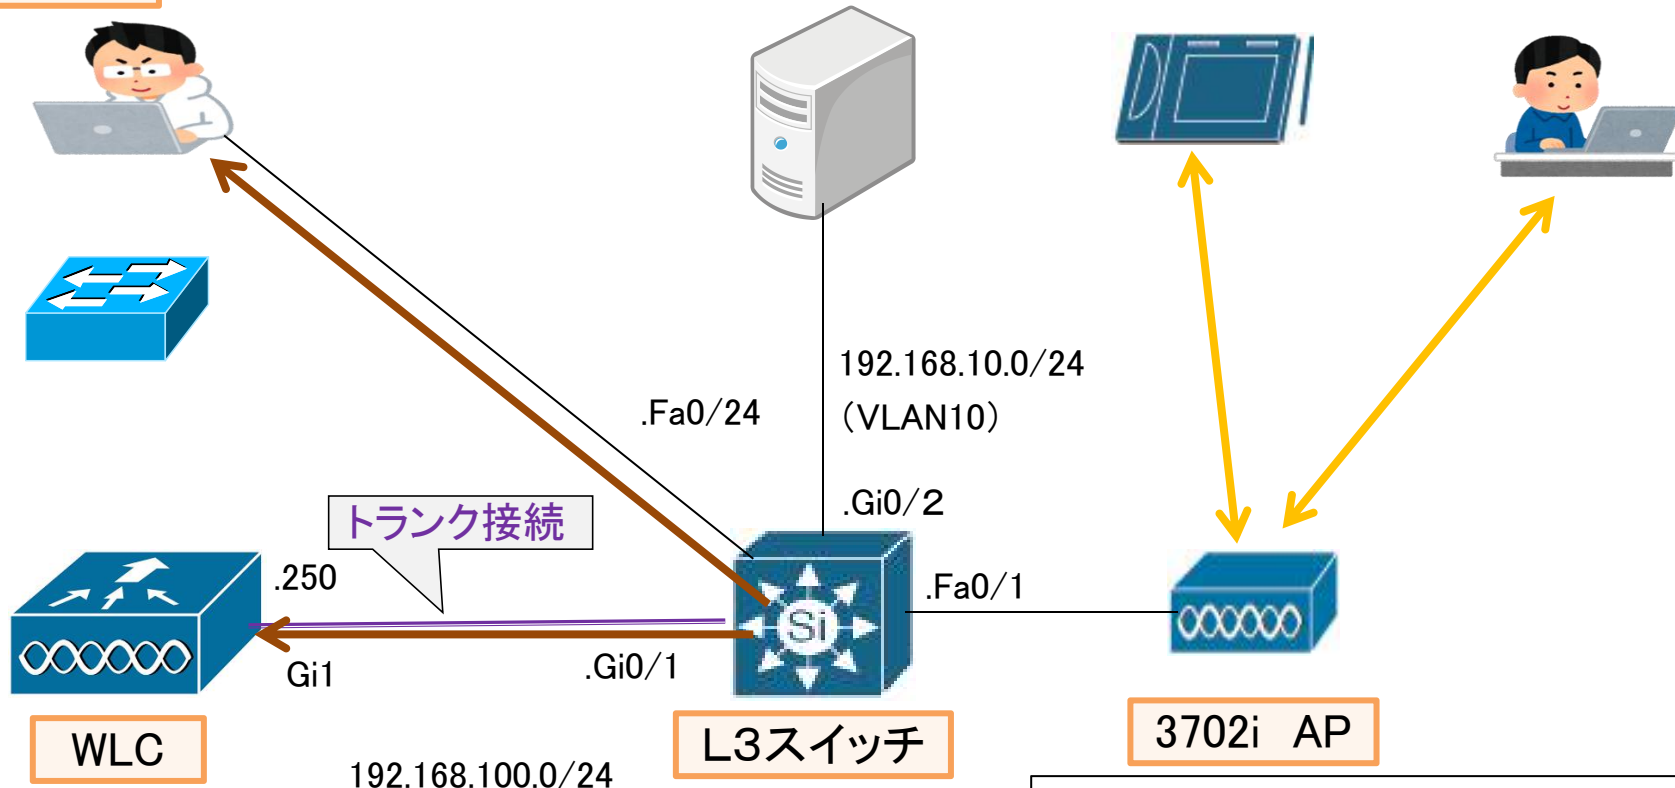 192.168.10.0/24
.Fa0/24
（VLAN10）
.Gi0/２
トランク接続
.250
.Fa0/1
Si
Gi1
.Gi0/1
WLC
L３スイッチ
3702i AP
192.168.100.0/24